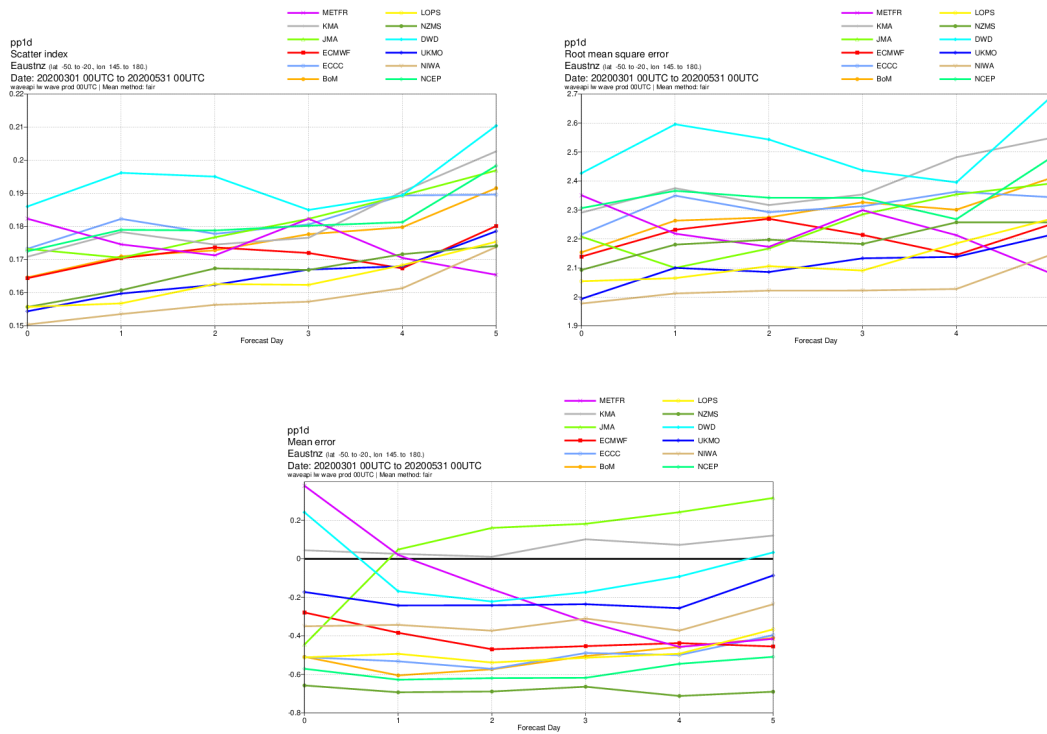 METFR LOPS
KMA NZMS
JMA DWD
ECMWF UKMO
ECCC NIWA
BoM NCEP
pp1d
Scatter index
Eaustnz (lat -50. to -20., lon 145. to 180.)
Date: 20200301 00UTC to 20200531 00UTC
waveapi lw wave prod 00UTC | Mean method: fair
0.22
0.21
0.2
0.19
0.18
0.17
0.16
0.15
0 1 2 3 4 5
Forecast Day
METFR LOPS
KMA NZMS
JMA DWD
ECMWF UKMO
ECCC NIWA
BoM NCEP
pp1d
Root mean square error
Eaustnz (lat -50. to -20., lon 145. to 180.)
Date: 20200301 00UTC to 20200531 00UTC
waveapi lw wave prod 00UTC | Mean method: fair
2.7
2.6
2.5
2.4
2.3
2.2
2.1
2
1.9
0 1 2 3 4
Forecast Day
METFR LOPS
KMA NZMS
JMA DWD
ECMWF UKMO
ECCC NIWA
BoM NCEP
pp1d
Mean error
Eaustnz (lat -50. to -20., lon 145. to 180.)
Date: 20200301 00UTC to 20200531 00UTC
waveapi lw wave prod 00UTC | Mean method: fair
0.2
0
-0.2
-0.4
-0.6
-0.8
0 1 2 3 4 5
Forecast Day